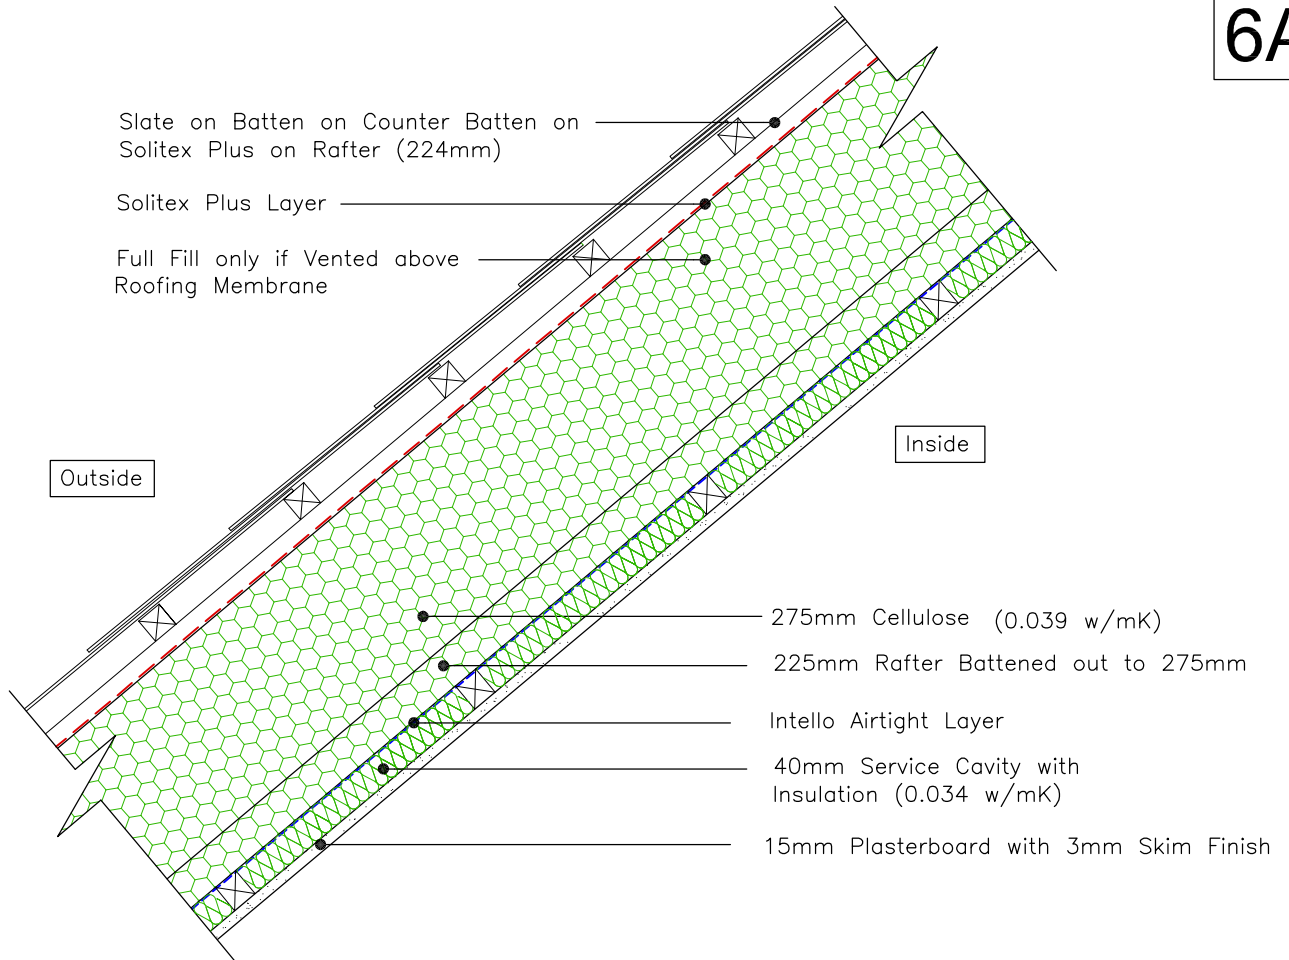 6A
Slate on Batten on Counter Batten on
Solitex Plus on Rafter (224mm)
Solitex Plus Layer
Full Fill only if Vented above
Roofing Membrane
Outside
Inside
275mm Cellulose (0.039 w/mK)
225mm Rafter Battened out to 275mm
Intello Airtight Layer
40mm Service Cavity with
Insulation (0.034 w/mK)
15mm Plasterboard with 3mm Skim Finish